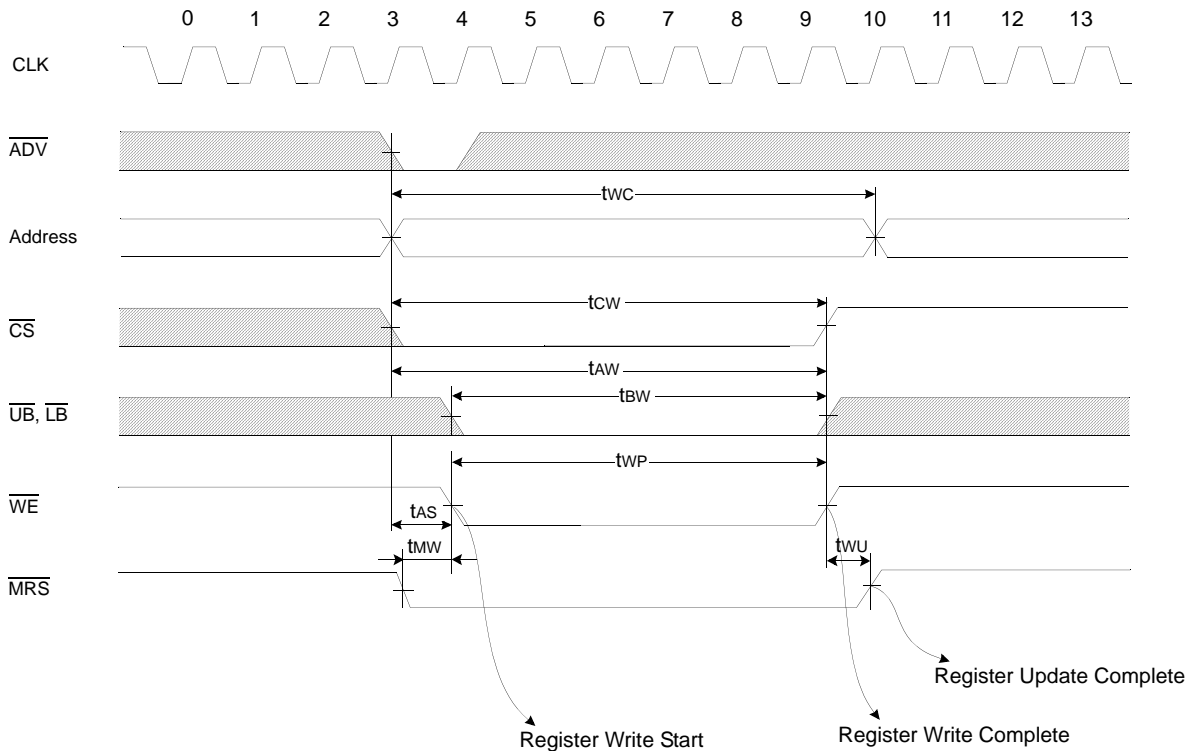 0 1 2 3 4 5 6 7 8 9 10 11 12 13
CLK
ADV
tWC
Address
tCW
CS
tAW
tBW
UB, LB
tWP
WE
tAS
tMW
tWU
MRS
Register Update Complete
Register Write Start
Register Write Complete